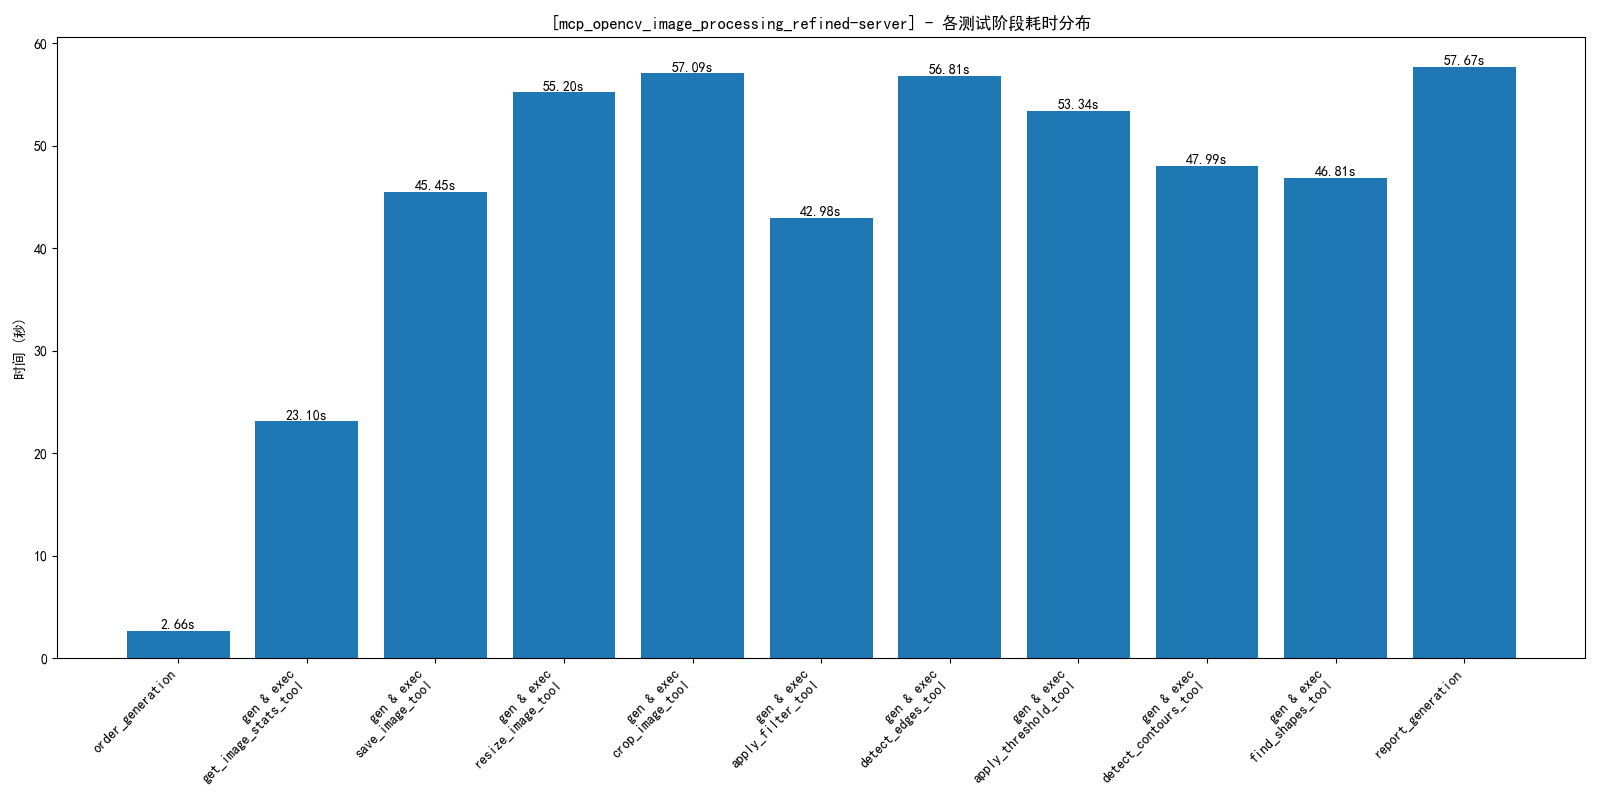 [mcp_opencv_image_processing_refined-server] - 各测试阶段耗时分布
时间 (秒)
60
50
40
30
20
10
0
2.66s
23.10s
45.45s
55.20s
57.09s
42.98s
56.81s
53.34s
47.99s
46.81s
57.67s
order_generation
gen & exec
get_image_stats_tool
gen & exec
save_image_tool
gen & exec
resize_image_tool
gen & exec
crop_image_tool
gen & exec
apply_filter_tool
gen & exec
detect_edges_tool
gen & exec
apply_threshold_tool
gen & exec
detect_contours_tool
gen & exec
find_shapes_tool
report_generation